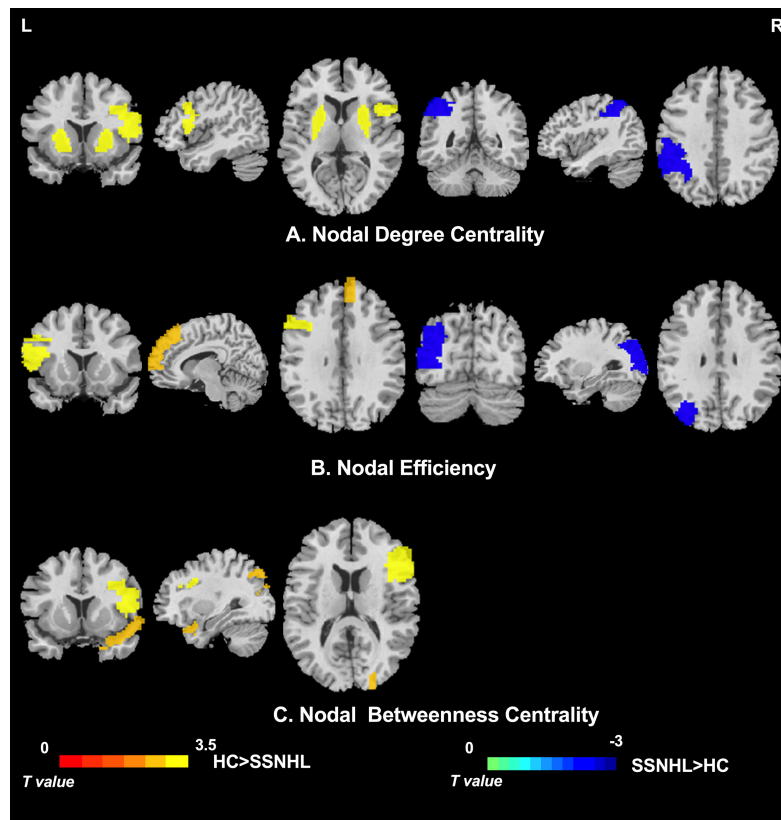 L R
A. Nodal Degree Centrality
B. Nodal Efficiency
C. Nodal Betweenness Centrality
0 3.5 HC>SSNHL
T value
0 -3 SSNHL>HC
T value